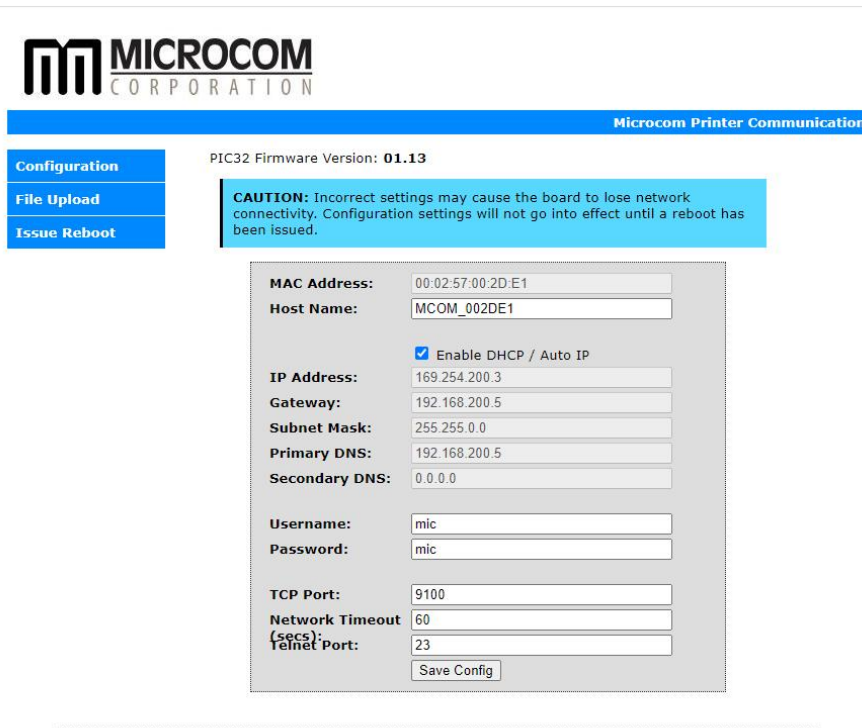 MICROCOM
CORPORATION
Microcom Printer Communication
Configuration
File Upload
Issue Reboot
PIC32 Firmware Version: 01.13
CAUTION: Incorrect settings may cause the board to lose network
connectivity. Configuration settings will not go into effect until a reboot has
been issued.
MAC Address: 00:02:57:00:2D:E1
Host Name: MCOM_002DE1
Enable DHCP / Auto IP
IP Address: 169.254.200.3
Gateway: 192.168.200.5
Subnet Mask: 255.255.0.0
Primary DNS: 192.168.200.5
Secondary DNS: 0.0.0.0
Username: mic
Password: mic
TCP Port: 9100
Network Timeout 60
(secs):
Telnet Port: 23
Save Config